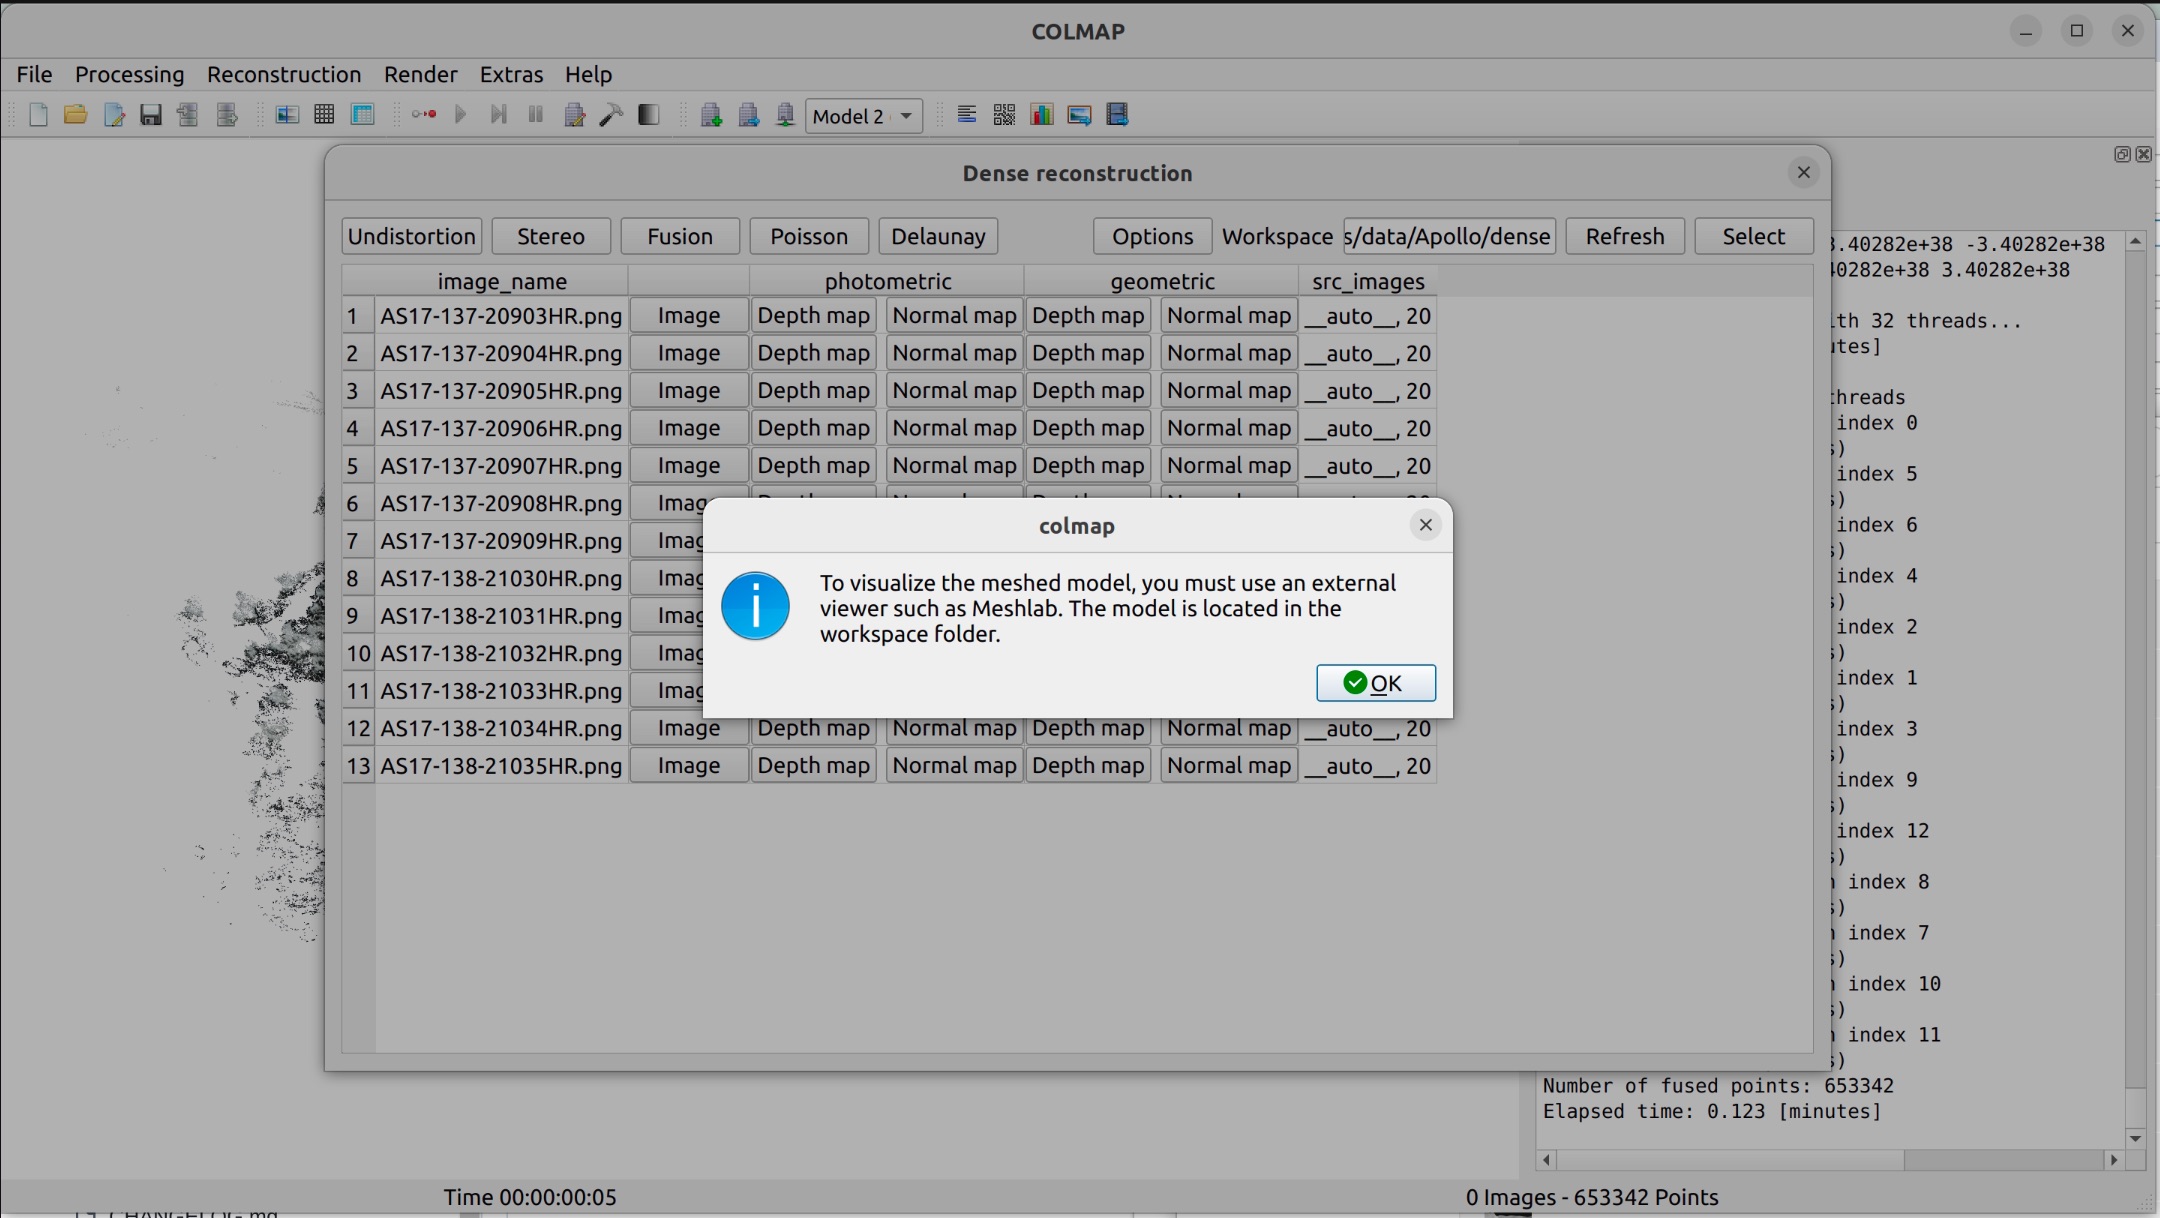 COLMAP
File Processing Reconstruction Render Extras Help
Model 2
Dense reconstruction
Undistortion Stereo Fusion Poisson Delaunay Options Workspace s/data/Apollo/dense Refresh Select
image_name photometric geometric src_images
1 AS17-137-20903HR.png Image Depth map Normal map Depth map Normal map __auto__, 20
2 AS17-137-20904HR.png Image Depth map Normal map Depth map Normal map __auto__, 20
3 AS17-137-20905HR.png Image Depth map Normal map Depth map Normal map __auto__, 20
4 AS17-137-20906HR.png Image Depth map Normal map Depth map Normal map __auto__, 20
5 AS17-137-20907HR.png Image Depth map Normal map Depth map Normal map __auto__, 20
6 AS17-137-20908HR.png Imag
7 AS17-137-20909HR.png Imag
8 AS17-138-21030HR.png Imag
9 AS17-138-21031HR.png Imag
10 AS17-138-21032HR.png Imag
11 AS17-138-21033HR.png Imag
12 AS17-138-21034HR.png Image Depth map Normal map Depth map Normal map __auto__, 20
13 AS17-138-21035HR.png Image Depth map Normal map Depth map Normal map __auto__, 20
colmap
To visualize the meshed model, you must use an external
viewer such as Meshlab. The model is located in the
workspace folder.
OK
3.40282e+38 -3.40282e+38
40282e+38 3.40282e+38
ith 32 threads...
utes]
threads
index 0
s)
index 5
s)
index 6
s)
index 4
s)
index 2
s)
index 1
s)
index 3
s)
index 9
s)
index 12
s)
index 8
s)
index 7
s)
index 10
s)
index 11
s)
Number of fused points: 653342
Elapsed time: 0.123 [minutes]
Time 00:00:00:05
0 Images - 653342 Points